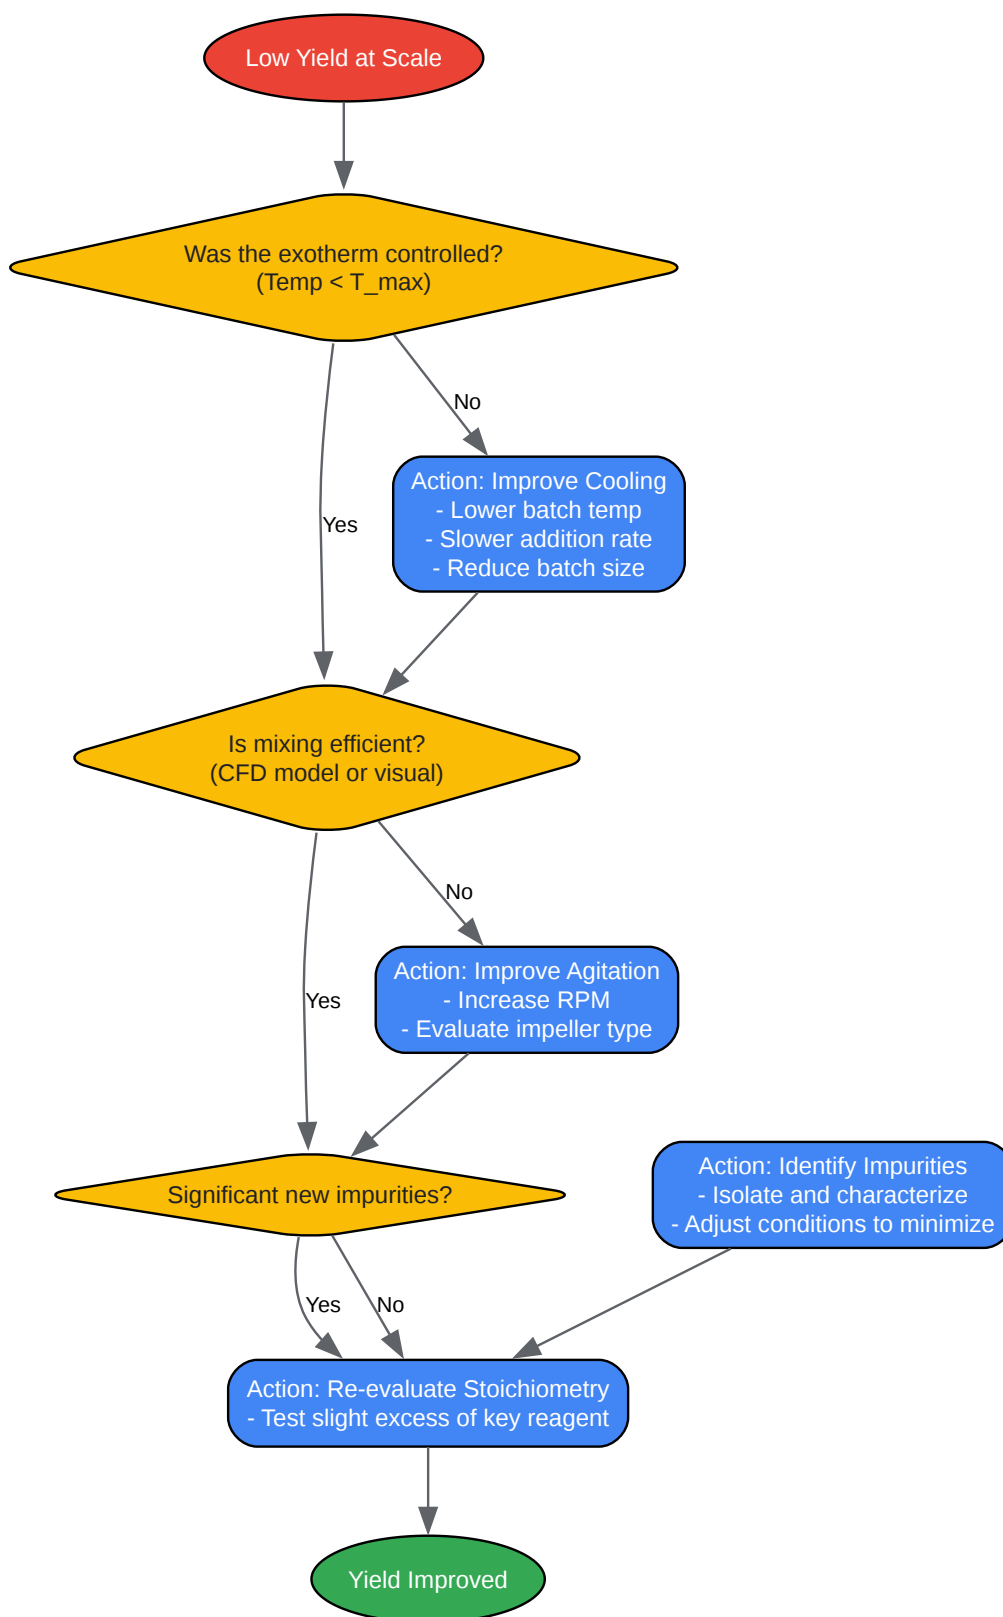 Low Yield at Scale
Was the exotherm controlled?
(Temp < T_max)
No
Action: Improve Cooling
- Lower batch temp
- Slower addition rate
- Reduce batch size
Yes
Is mixing efficient?
(CFD model or visual)
No
Action: Improve Agitation
- Increase RPM
- Evaluate impeller type
Yes
Significant new impurities?
Action: Identify Impurities
- Isolate and characterize
- Adjust conditions to minimize
Yes
No
Action: Re-evaluate Stoichiometry
- Test slight excess of key reagent
Yield Improved